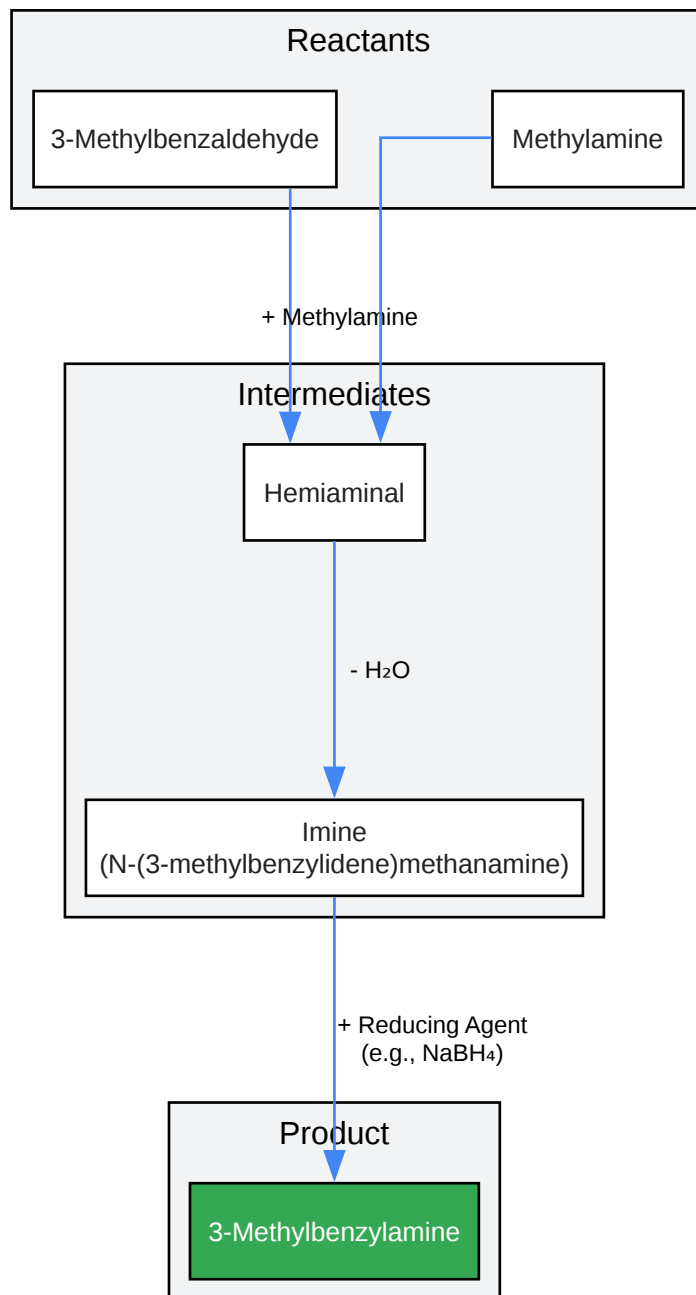 Reactants
3-Methylbenzaldehyde
Methylamine
+ Methylamine
Intermediates
Hemiaminal
- H₂O
Imine
(N-(3-methylbenzylidene)methanamine)
+ Reducing Agent
(e.g., NaBH₄)
Product
3-Methylbenzylamine